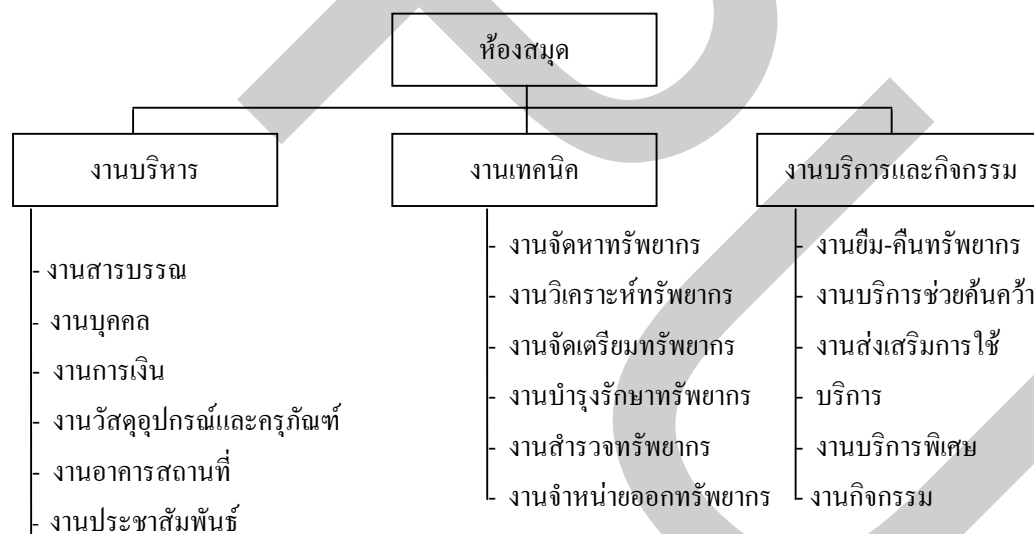 ห้องสมุด
งานบริหาร
- งานสารบรรณ
- งานบุคคล
- งานการเงิน
- งานวัสดุอุปกรณ์และครุภัณฑ์
- งานอาคารสถานที่
- งานประชาสัมพันธ์
งานเทคนิค
- งานจัดหาทรัพยากร
- งานวิเคราะห์ทรัพยากร
- งานจัดเตรียมทรัพยากร
- งานบำรุงรักษาทรัพยากร
- งานสำรวจทรัพยากร
- งานจำหน่ายออกทรัพยากร
งานบริการและกิจกรรม
- งานยืม-คืนทรัพยากร
- งานบริการช่วยค้นคว้า
- งานส่งเสริมการใช้
- บริการ
- งานบริการพิเศษ
- งานกิจกรรม